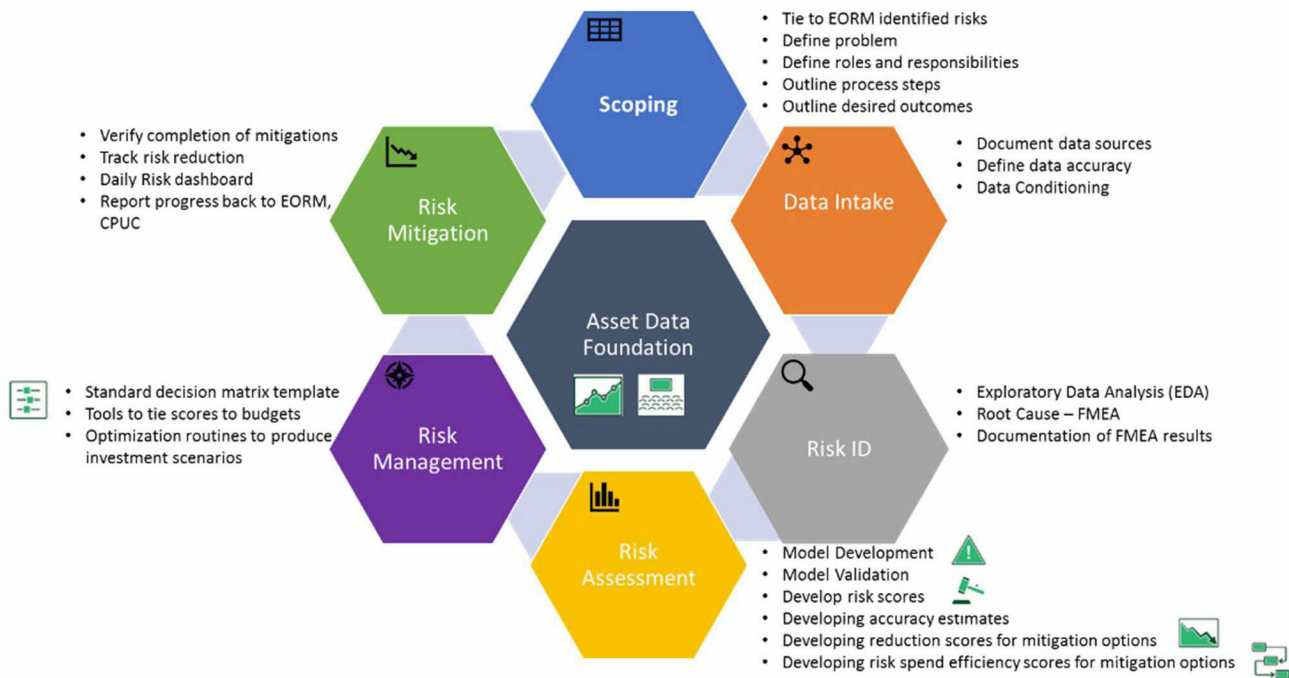 Scoping
• Tie to EORM identified risks
• Define problem
• Define roles and responsibilities
• Outline process steps
• Outline desired outcomes
Data Intake
• Document data sources
• Define data accuracy
• Data Conditioning
Risk ID
• Exploratory Data Analysis (EDA)
• Root Cause – FMEA
• Documentation of FMEA results
Risk
Assessment
• Model Development
• Model Validation
• Develop risk scores
• Developing accuracy estimates
• Developing reduction scores for mitigation options
• Developing risk spend efficiency scores for mitigation options
Risk
Management
• Standard decision matrix template
• Tools to tie scores to budgets
• Optimization routines to produce
investment scenarios
Risk
Mitigation
• Verify completion of mitigations
• Track risk reduction
• Daily Risk dashboard
• Report progress back to EORM,
CPUC
Asset Data
Foundation